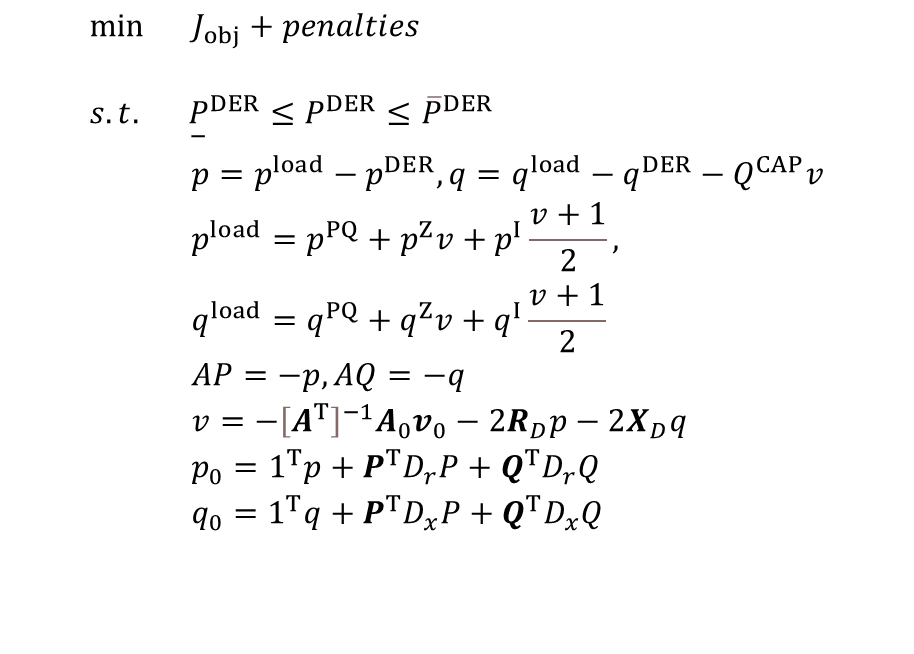 min J_obj + penalties
s.t. P̲^DER ≤ P^DER ≤ P̅^DER
p = p^load − p^DER, q = q^load − q^DER − Q^CAP v
p^load = p^PQ + p^Z v + p^I (v + 1)/2,
q^load = q^PQ + q^Z v + q^I (v + 1)/2
AP = −p, AQ = −q
v = −[A^T]^−1 A_0 v_0 − 2R_D p − 2X_D q
p_0 = 1^T p + P^T D_r P + Q^T D_r Q
q_0 = 1^T q + P^T D_x P + Q^T D_x Q